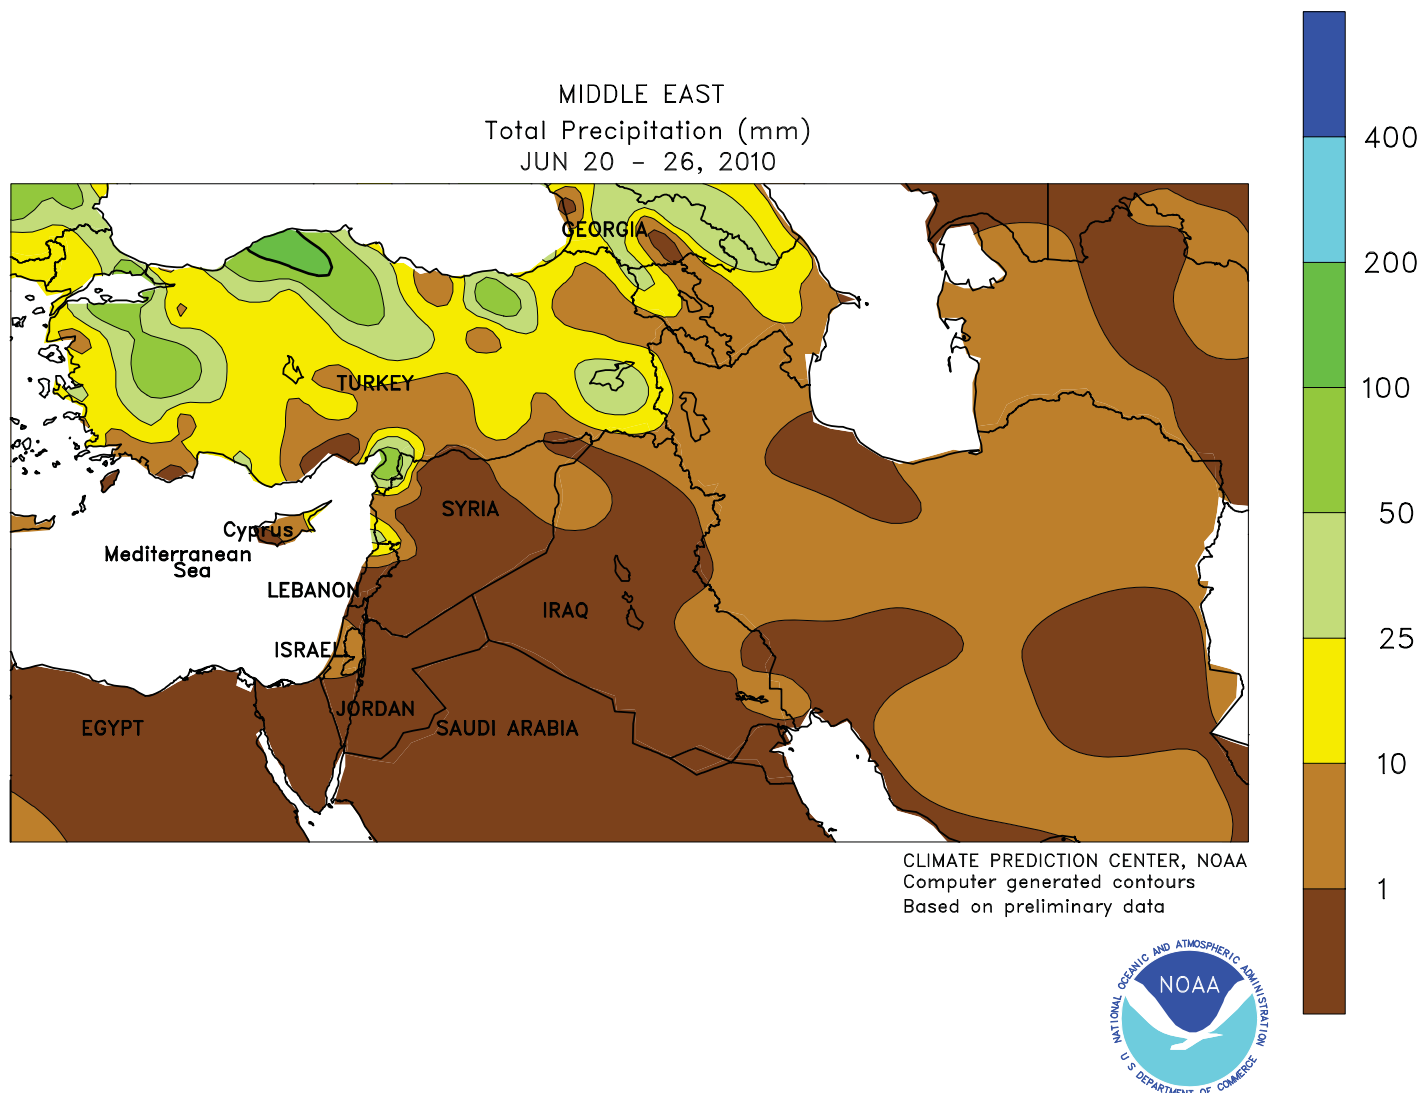 MIDDLE EAST
Total Precipitation (mm)
JUN 20 - 26, 2010
400
200
100
50
25
10
1
GEORGIA
TURKEY
SYRIA
Cyprus
Mediterranean
Sea
LEBANON
IRAQ
ISRAEL
JORDAN
EGYPT
SAUDI ARABIA
CLIMATE PREDICTION CENTER, NOAA
Computer generated contours
Based on preliminary data
NATIONAL OCEANIC AND ATMOSPHERIC ADMINISTRATION
NOAA
U S DEPARTMENT OF COMMERCE